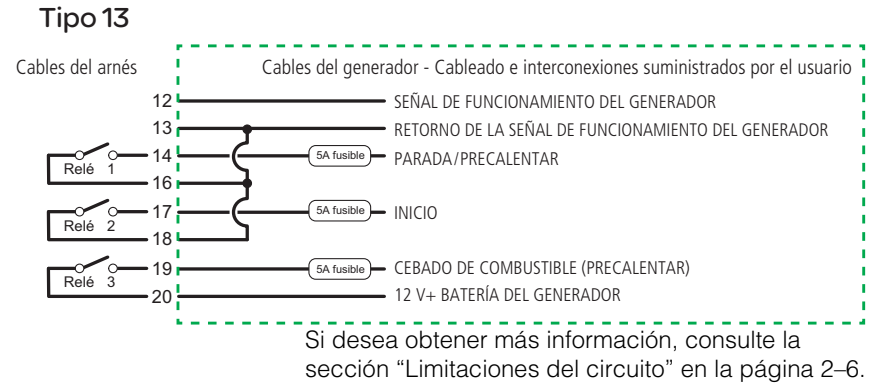 Tipo 13
Cables del arnés
Cables del generador - Cableado e interconexiones suministrados por el usuario
12 SEÑAL DE FUNCIONAMIENTO DEL GENERADOR
13 RETORNO DE LA SEÑAL DE FUNCIONAMIENTO DEL GENERADOR
14 5A fusible PARADA/PRECALENTAR
Relé 1
16
17 5A fusible INICIO
Relé 2
18
19 5A fusible CEBADO DE COMBUSTIBLE (PRECALENTAR)
Relé 3
20 12 V+ BATERÍA DEL GENERADOR
Si desea obtener más información, consulte la
sección “Limitaciones del circuito” en la página 2–6.